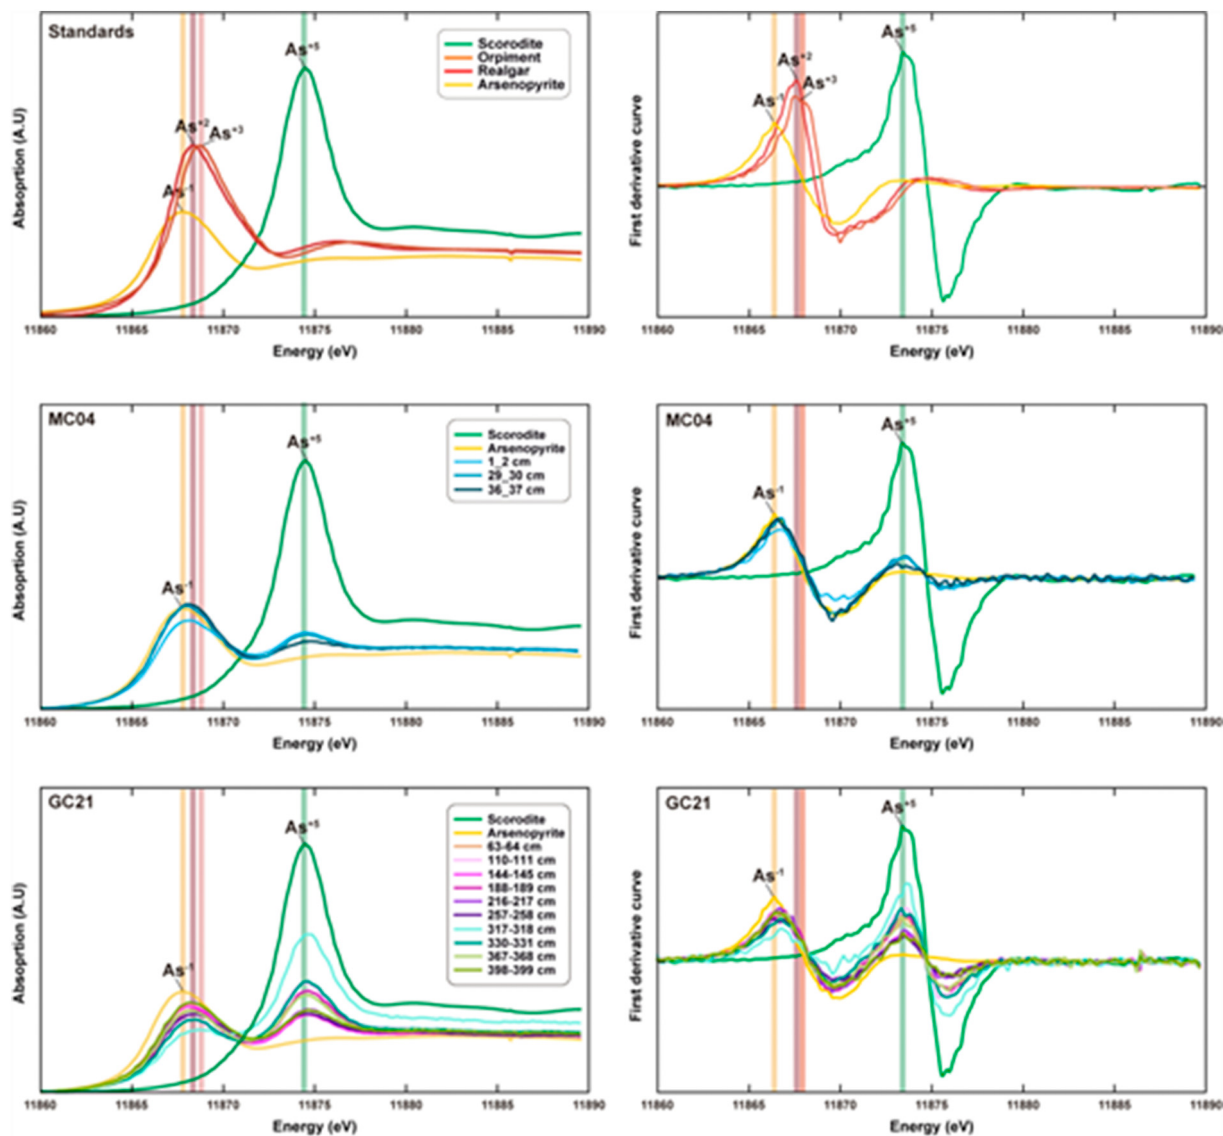 Standards
As+5
As+2
As+3
As-1
Scorodite
Orpiment
Realgar
Arsenopyrite
Absoprtion (A.U)
11860 11865 11870 11875 11880 11885 11890
Energy (eV)
As+5
As+2
As+3
As-1
First derivative curve
11860 11865 11870 11875 11880 11885 11890
Energy (eV)
MC04
As+5
As-1
Scorodite
Arsenopyrite
1_2 cm
29_30 cm
36_37 cm
Absoprtion (A.U)
11860 11865 11870 11875 11880 11885 11890
Energy (eV)
MC04
As+5
As-1
First derivative curve
11860 11865 11870 11875 11880 11885 11890
Energy (eV)
GC21
As+5
As-1
Scorodite
Arsenopyrite
63-64 cm
110-111 cm
144-145 cm
188-189 cm
216-217 cm
257-258 cm
317-318 cm
330-331 cm
367-368 cm
398-399 cm
Absoprtion (A.U)
11860 11865 11870 11875 11880 11885 11890
Energy (eV)
GC21
As+5
As-1
First derivative curve
11860 11865 11870 11875 11880 11885 11890
Energy (eV)